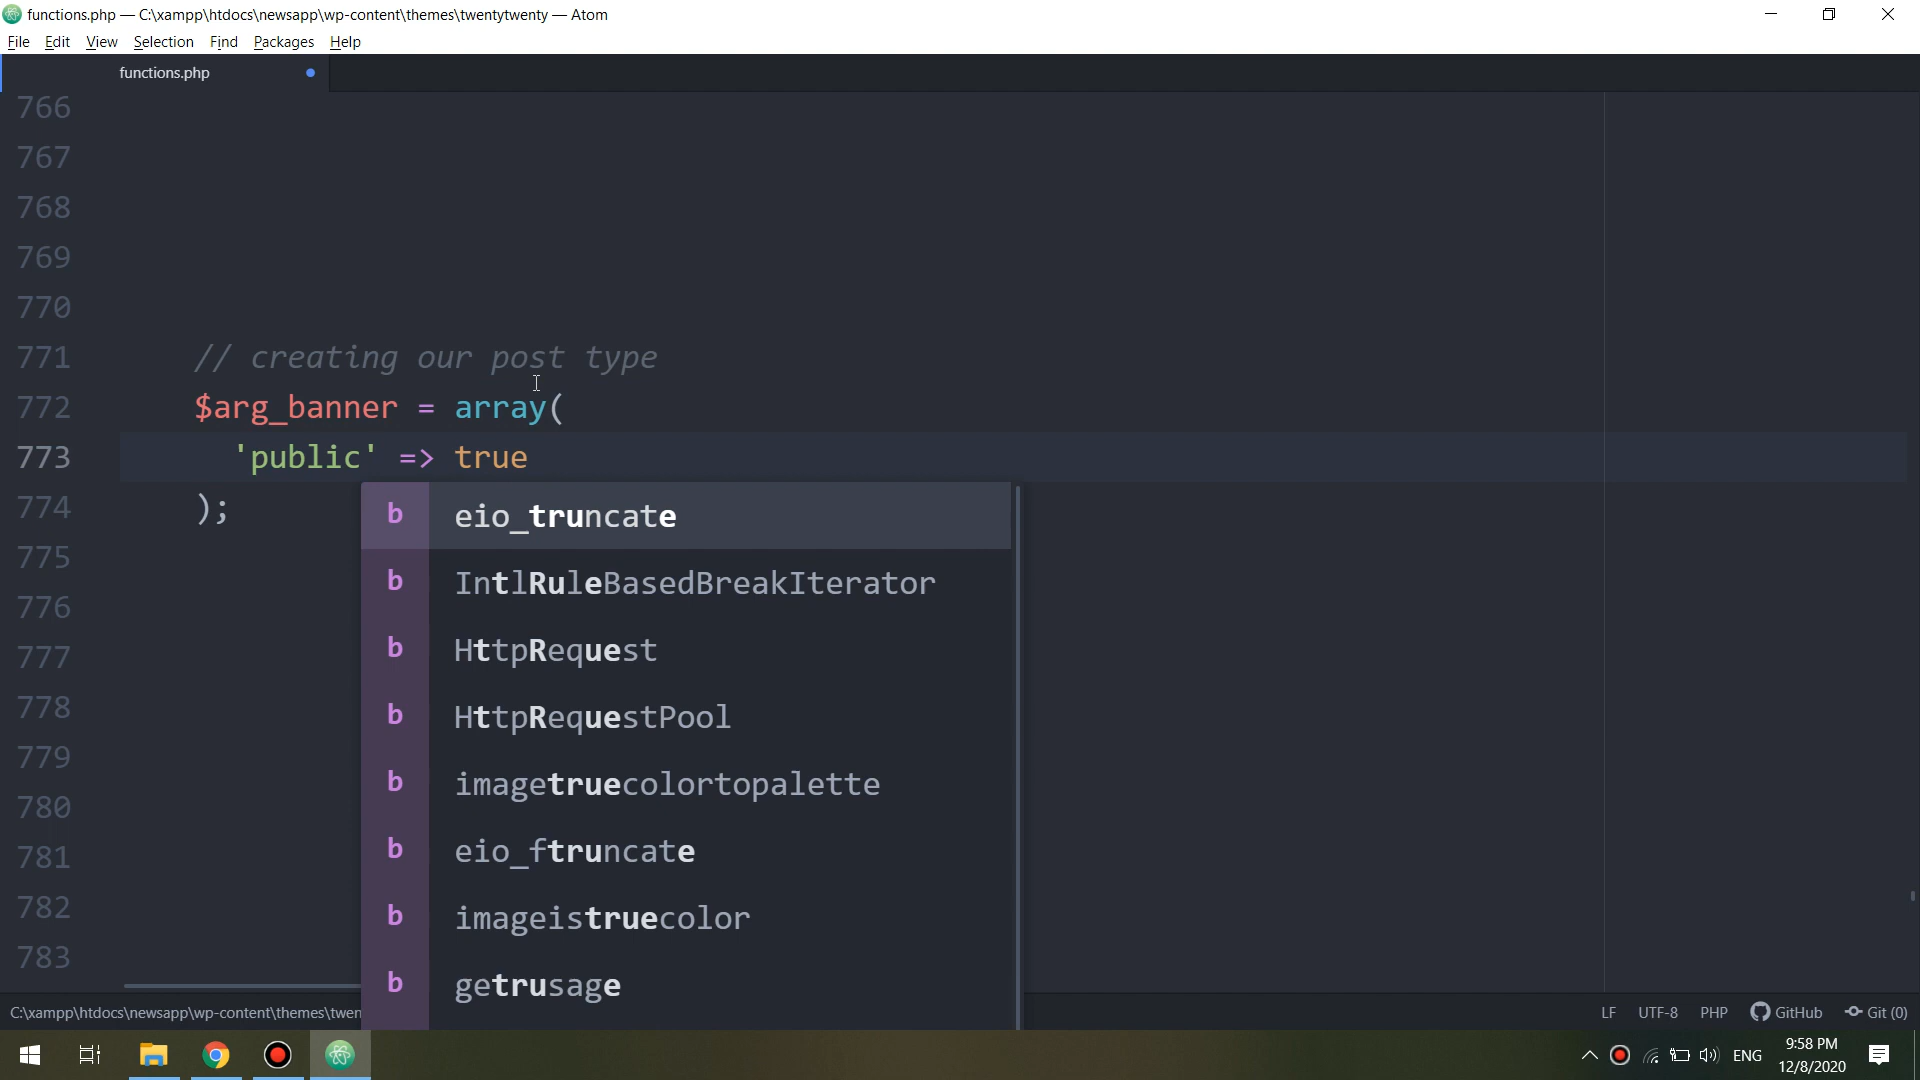 functions.php — C:\xampp\htdocs\newsapp\wp-content\themes\twentytwenty — Atom
File Edit View Selection Find Packages Help
functions.php
766
767
768
769
770
771 // creating our post type
772 $arg_banner = array(
773 'public' => true
774 );
b eio_truncate
775
b IntlRuleBasedBreakIterator
776
b HttpRequest
777
778 b HttpRequestPool
779 b imagetruecolortopalette
780
b eio_ftruncate
781
782 b imageistruecolor
783
b getrusage
C:\xampp\htdocs\newsapp\wp-content\themes\twen LF UTF-8 PHP GitHub Git (0)
ENG 9:58 PM
12/8/2020